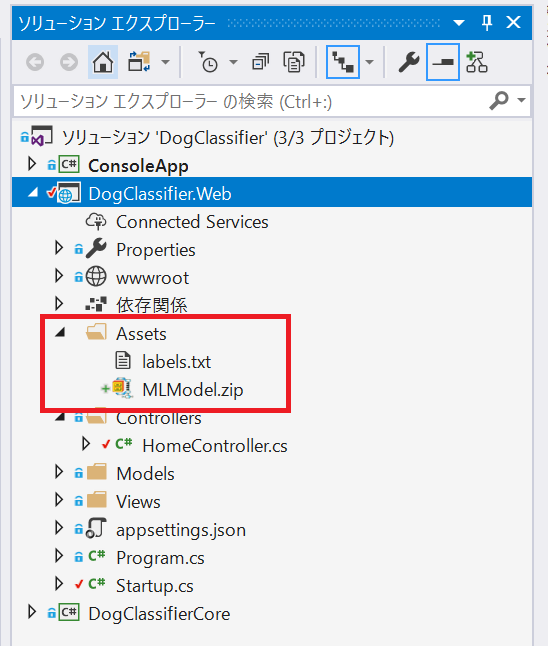 ソリューション エクスプローラー
ソリューション エクスプローラー の検索 (Ctrl+:)
ソリューション 'DogClassifier' (3/3 プロジェクト)
C# ConsoleApp
DogClassifier.Web
Connected Services
Properties
wwwroot
依存関係
Assets
labels.txt
MLModel.zip
Controllers
C# HomeController.cs
Models
Views
appsettings.json
C# Program.cs
C# Startup.cs
C# DogClassifierCore